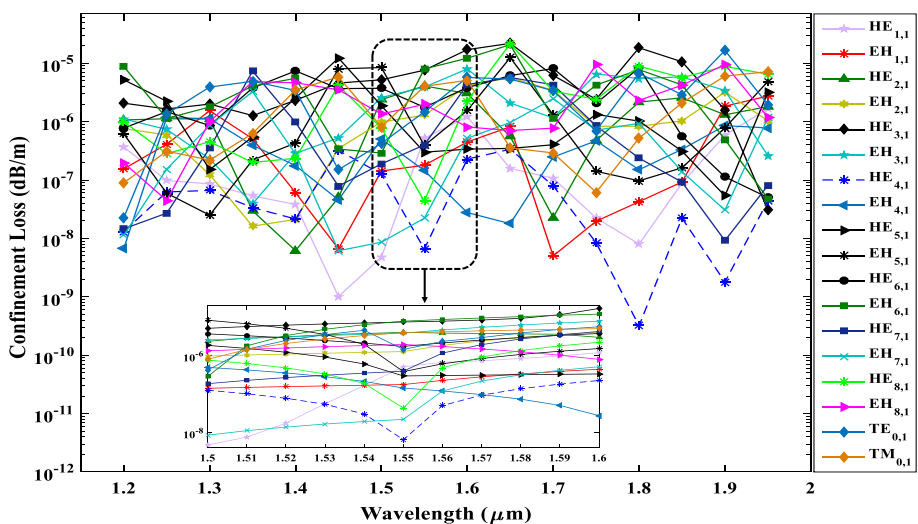 Confinement Loss (dB/m)
10^-5
10^-6
10^-7
10^-8
10^-9
10^-10
10^-11
10^-12
1.2 1.3 1.4 1.5 1.6 1.7 1.8 1.9 2
Wavelength (μm)
10^-6
10^-8
1.5 1.51 1.52 1.53 1.54 1.55 1.56 1.57 1.58 1.59 1.6
HE1,1
EH1,1
HE2,1
EH2,1
HE3,1
EH3,1
HE4,1
EH4,1
HE5,1
EH5,1
HE6,1
EH6,1
HE7,1
EH7,1
HE8,1
EH8,1
TE0,1
TM0,1